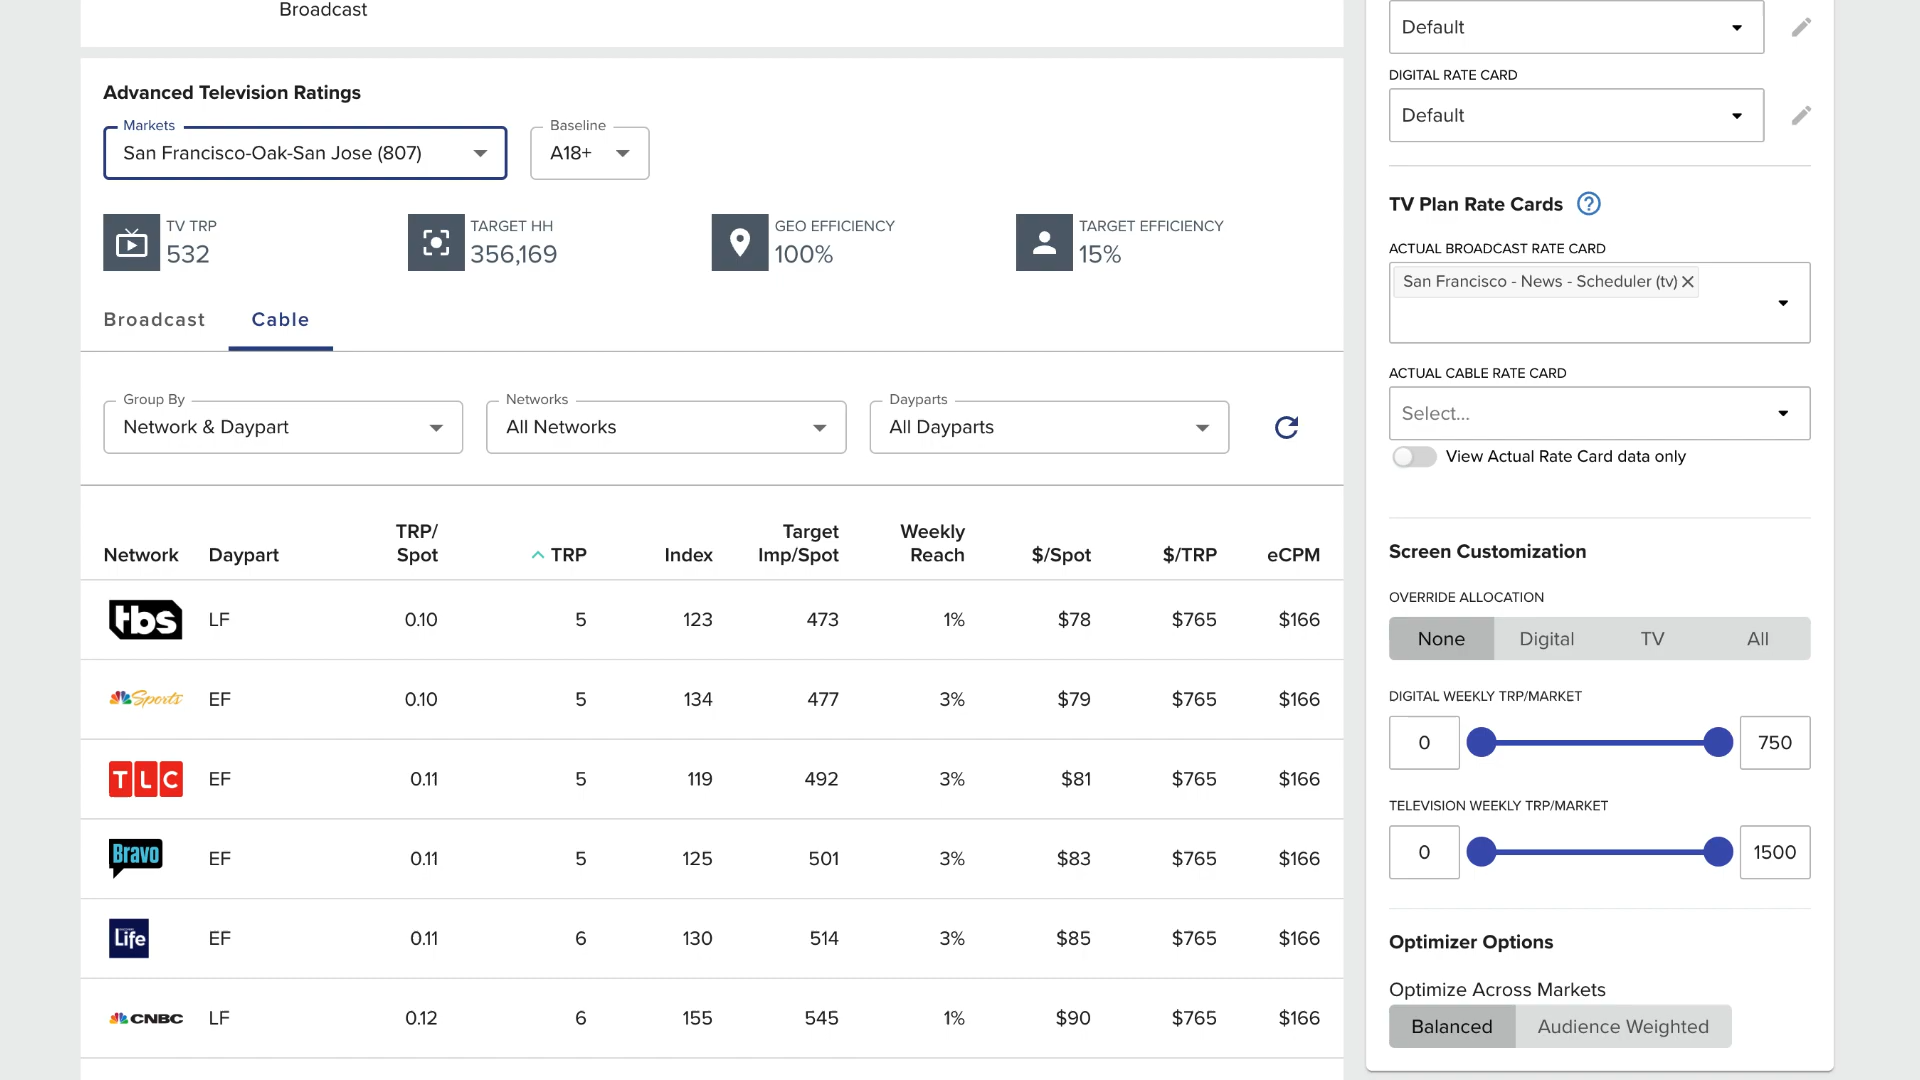 Broadcast
Advanced Television Ratings
Markets
San Francisco-Oak-San Jose (807)
Baseline
A18+
TV TRP
532
TARGET HH
356,169
GEO EFFICIENCY
100%
TARGET EFFICIENCY
15%
Broadcast Cable
Group By
Network & Daypart
Networks
All Networks
Dayparts
All Dayparts
Network Daypart TRP/ Spot TRP Index Target Imp/Spot Weekly Reach $/Spot $/TRP eCPM
tbs LF 0.10 5 123 473 1% $78 $765 $166
Sports EF 0.10 5 134 477 3% $79 $765 $166
TLC EF 0.11 5 119 492 3% $81 $765 $166
Bravo EF 0.11 5 125 501 3% $83 $765 $166
Life EF 0.11 6 130 514 3% $85 $765 $166
CNBC LF 0.12 6 155 545 1% $90 $765 $166
Default
DIGITAL RATE CARD
Default
TV Plan Rate Cards ?
ACTUAL BROADCAST RATE CARD
San Francisco - News - Scheduler (tv)
ACTUAL CABLE RATE CARD
Select...
View Actual Rate Card data only
Screen Customization
OVERRIDE ALLOCATION
None Digital TV All
DIGITAL WEEKLY TRP/MARKET
0 750
TELEVISION WEEKLY TRP/MARKET
0 1500
Optimizer Options
Optimize Across Markets
Balanced Audience Weighted